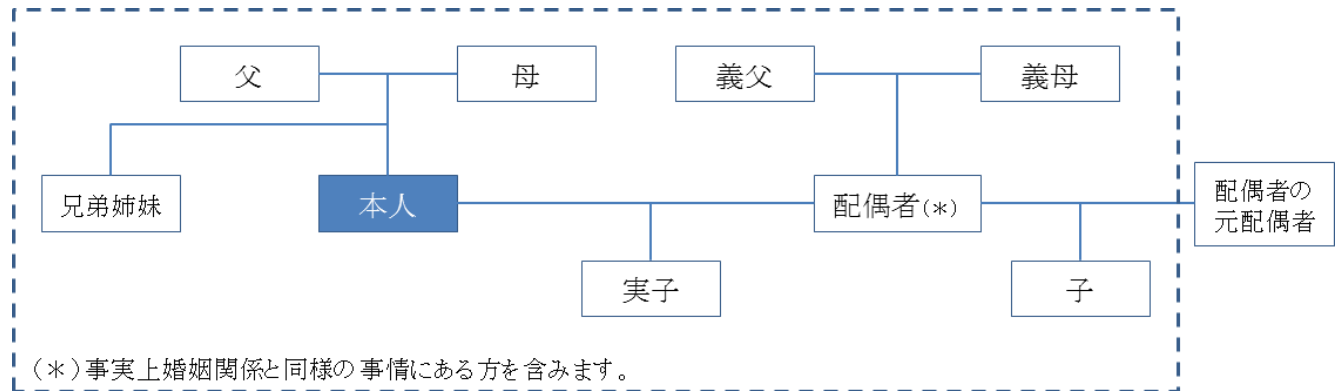 父
母
義父
義母
兄弟姉妹
本人
配偶者(*)
配偶者の
元配偶者
実子
子
(*)事実上婚姻関係と同様の事情にある方を含みます。